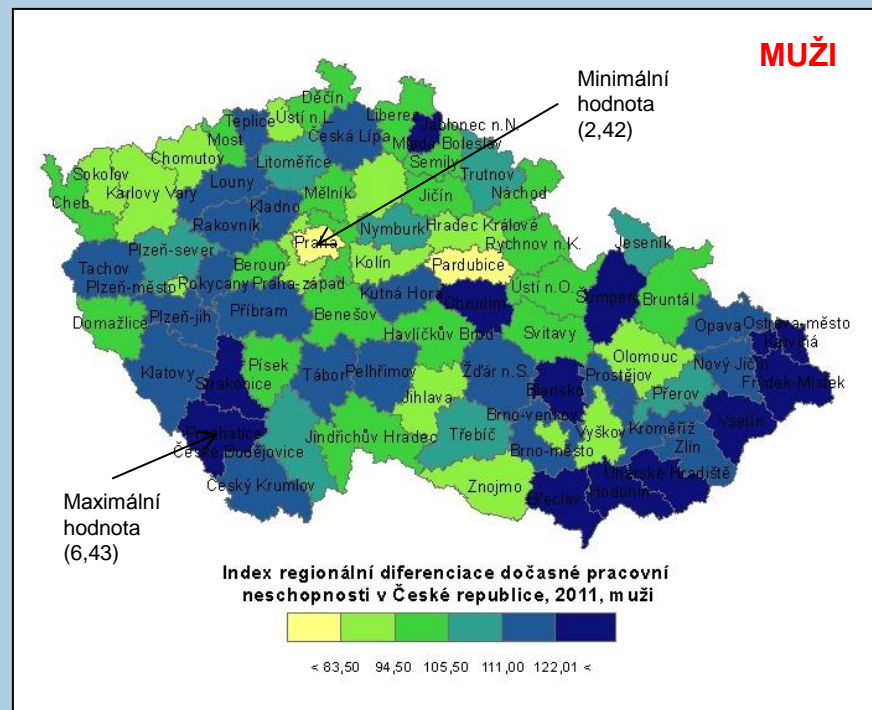 MUŽI
Minimální
hodnota
(2,42)
Děčín
Teplice
Ústí n.L.
Liberec
Most
Česká Lípa
Jablonec n.N.
Mladá Boleslav
Chomutov
Litoměřice
Semily
Sokolov
Trutnov
Karlovy Vary
Louny
Mělník
Jičín
Náchod
Cheb
Kladno
Rakovník
Nymburk
Hradec Králové
Praha
Rychnov n.K.
Jeseník
Plzeň-sever
Beroun
Kolín
Pardubice
Tachov
Rokycany
Praha-západ
Ústí n.O.
Šumperk
Bruntál
Plzeň-město
Kutná Hora
Chrudim
Příbram
Benešov
Domažlice
Plzeň-jih
Svitavy
Opava
Ostrava-město
Havlíčkův Brod
Karviná
Olomouc
Klatovy
Písek
Nový Jičín
Strakonice
Tábor
Pelhřimov
Žďár n.S.
Blansko
Prostějov
Frýdek-Místek
Přerov
Jihlava
Brno-venkov
Vsetín
Prachatice
Vyškov
Kroměříž
Jindřichův Hradec
Třebíč
Zlín
České Budějovice
Brno-město
Uherské Hradiště
Český Krumlov
Znojmo
Břeclav
Hodonín
Maximální
hodnota
(6,43)
Index regionální diferenciace dočasné pracovní
neschopnosti v České republice, 2011, muži
< 83,50 94,50 105,50 111,00 122,01 <